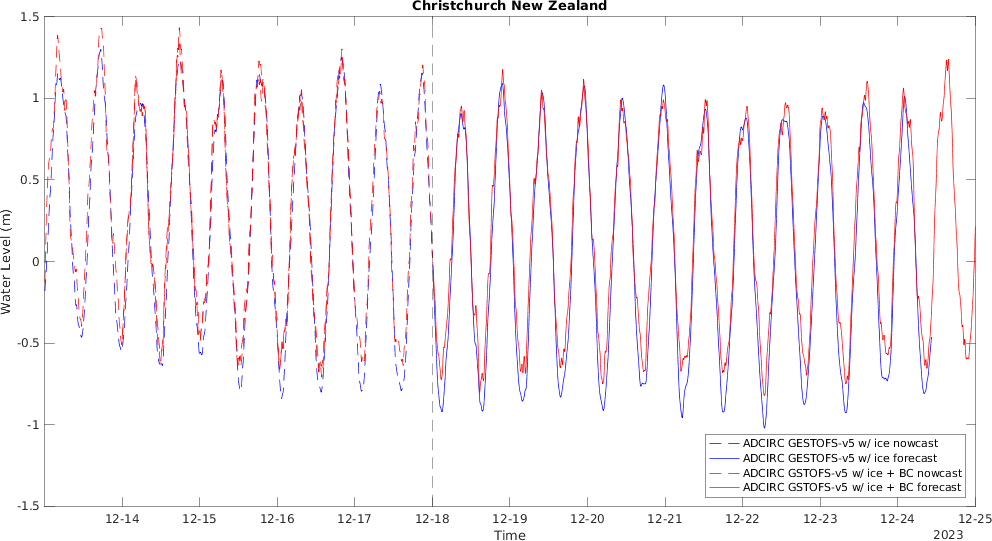 Christchurch New Zealand
1.5
1
0.5
0
-0.5
-1
-1.5
Water Level (m)
12-14
12-15
12-16
12-17
12-18
12-19
12-20
12-21
12-22
12-23
12-24
12-25
Time
2023
ADCIRC GESTOFS-v5 w/ ice nowcast
ADCIRC GESTOFS-v5 w/ ice forecast
ADCIRC GSTOFS-v5 w/ ice + BC nowcast
ADCIRC GSTOFS-v5 w/ ice + BC forecast